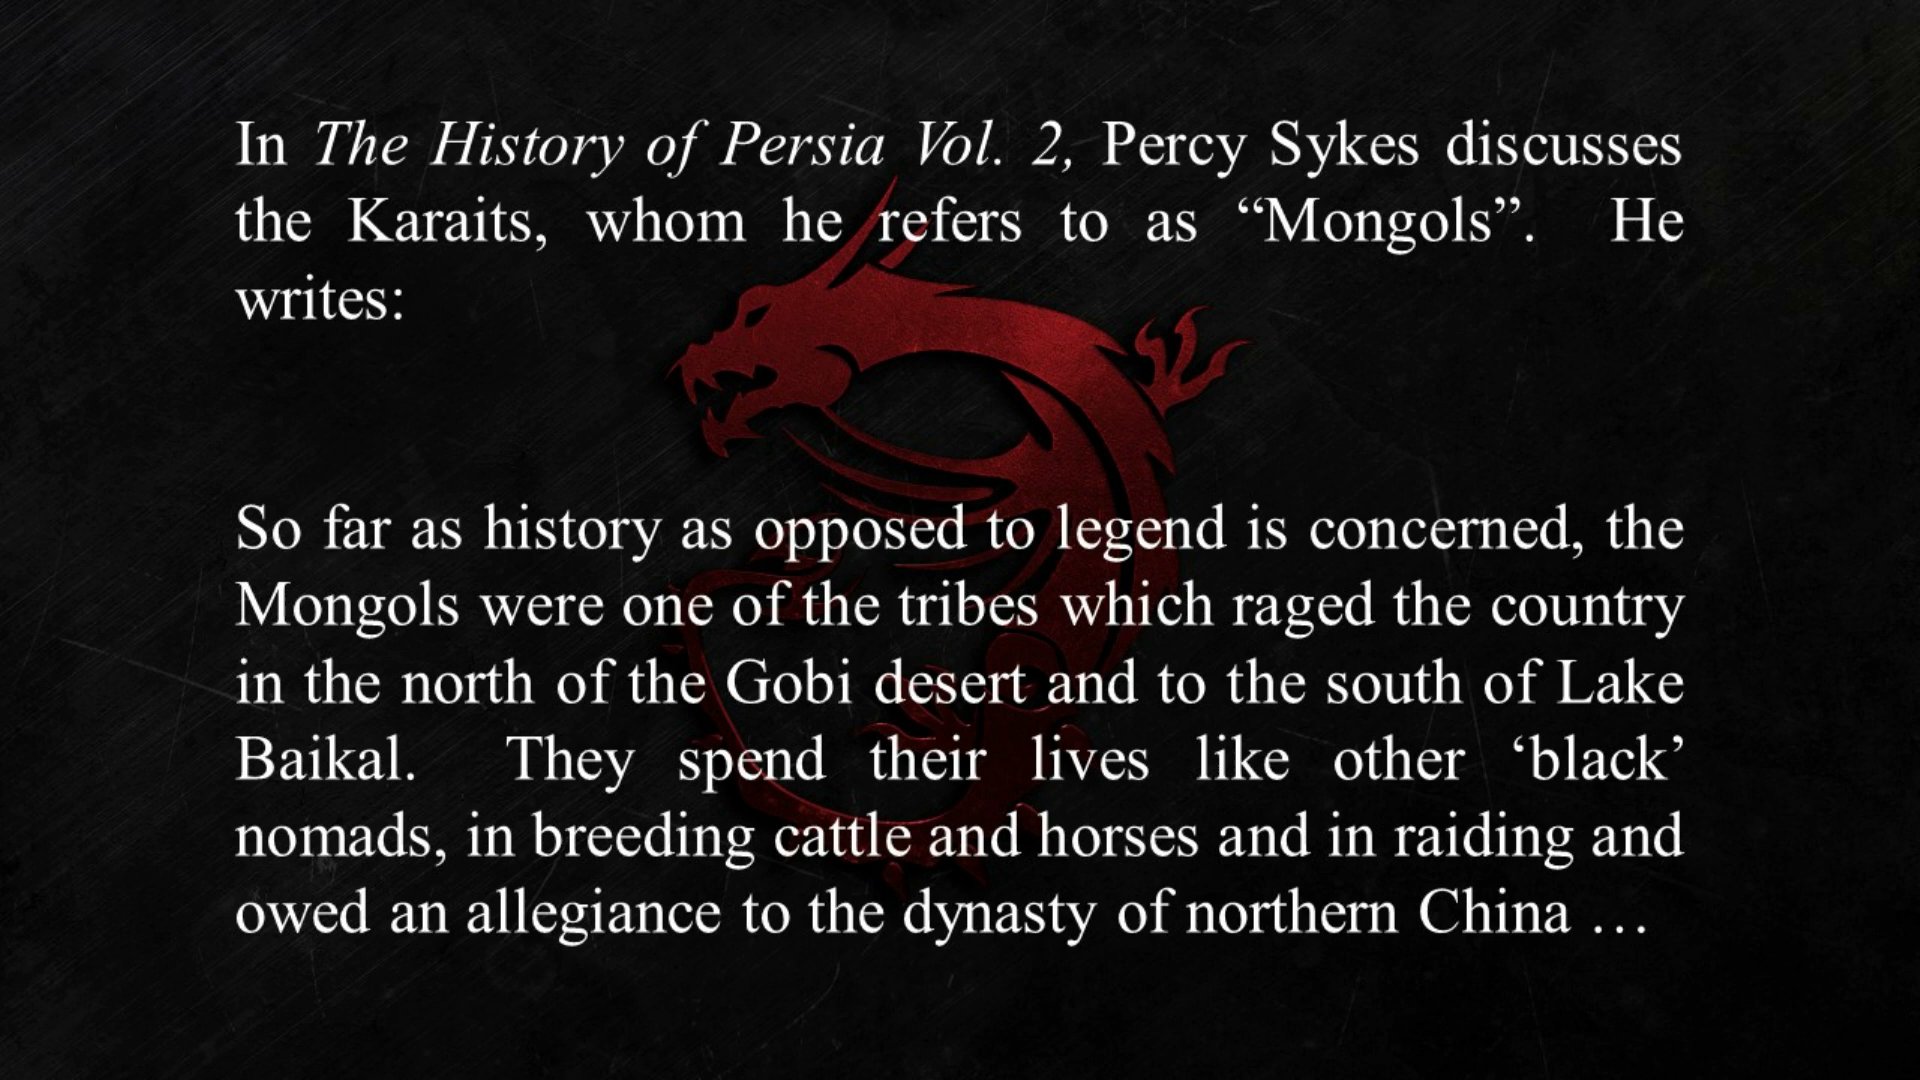 In The History of Persia Vol. 2, Percy Sykes discusses
the Karaits, whom he refers to as “Mongols”. He
writes:
So far as history as opposed to legend is concerned, the
Mongols were one of the tribes which raged the country
in the north of the Gobi desert and to the south of Lake
Baikal. They spend their lives like other ‘black’
nomads, in breeding cattle and horses and in raiding and
owed an allegiance to the dynasty of northern China …